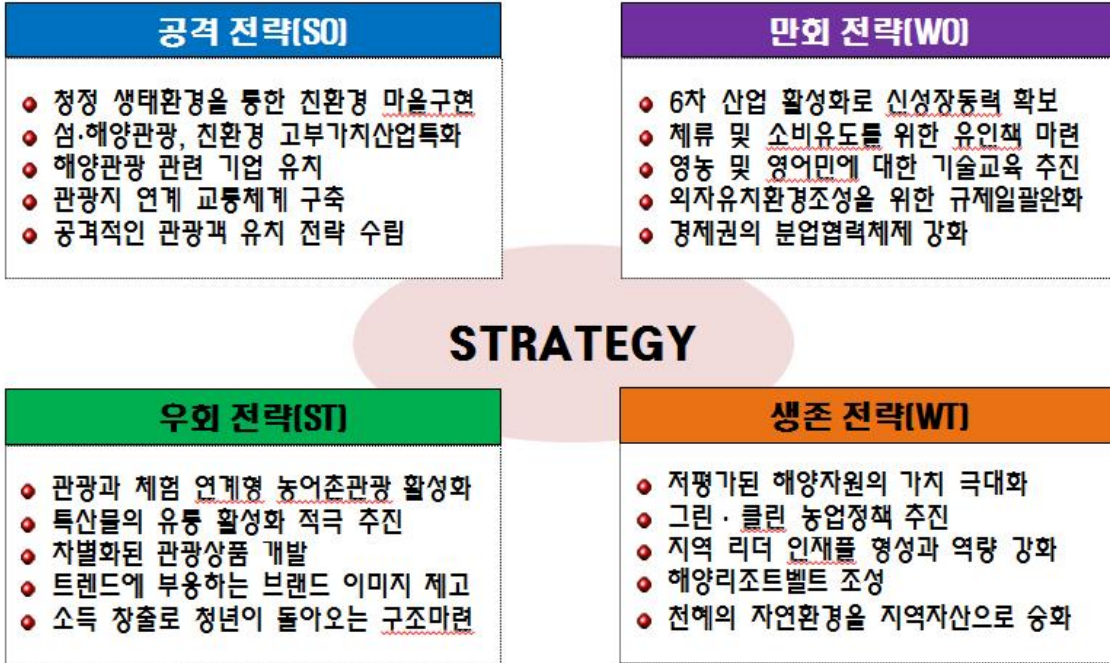 공격 전략(SO)
청정 생태환경을 통한 친환경 마을구현
섬·해양관광, 친환경 고부가치산업특화
해양관광 관련 기업 유치
관광지 연계 교통체계 구축
공격적인 관광객 유치 전략 수립
만회 전략(WO)
6차 산업 활성화로 신성장동력 확보
체류 및 소비유도를 위한 유인책 마련
영농 및 영어민에 대한 기술교육 추진
외자유치환경조성을 위한 규제일괄완화
경제권의 분업협력체제 강화
STRATEGY
우회 전략(ST)
관광과 체험 연계형 농어촌관광 활성화
특산물의 유통 활성화 적극 추진
차별화된 관광상품 개발
트렌드에 부응하는 브랜드 이미지 제고
소득 창출로 청년이 돌아오는 구조마련
생존 전략(WT)
저평가된 해양자원의 가치 극대화
그린·클린 농업정책 추진
지역 리더 인재풀 형성과 역량 강화
해양리조트벨트 조성
천혜의 자연환경을 지역자산으로 승화